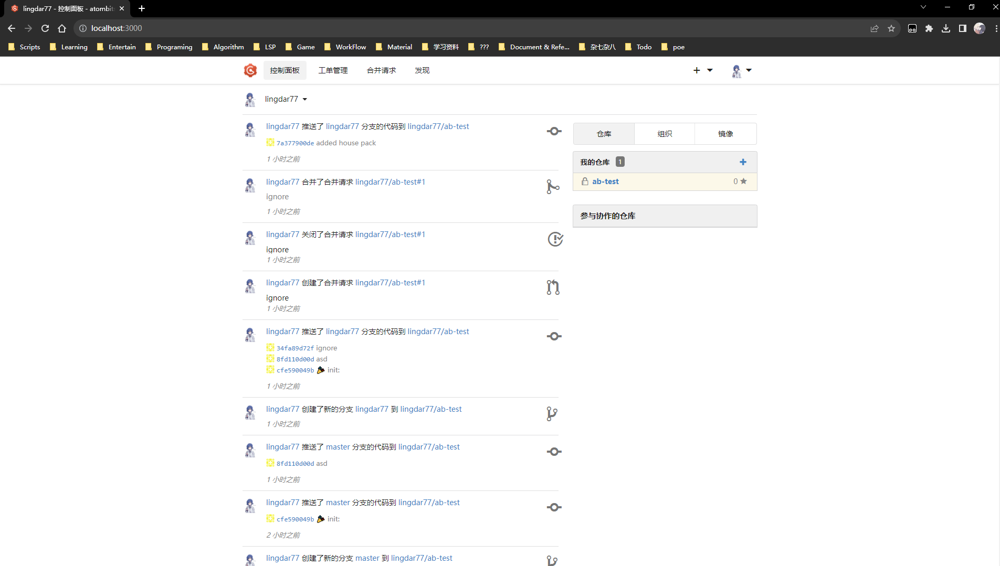 lingdar77 - 控制面板 - atombit
localhost:3000
Scripts Learning Entertain Programing Algorithm LSP Game WorkFlow Material 学习资料 ??? Document & Refe... 杂七杂八 Todo poe
控制面板 工单管理 合并请求 发现
lingdar77
lingdar77 推送了 lingdar77 分支的代码到 lingdar77/ab-test
7a377900de added house pack
1 小时之前
lingdar77 合并了合并请求 lingdar77/ab-test#1
ignore
1 小时之前
lingdar77 关闭了合并请求 lingdar77/ab-test#1
ignore
1 小时之前
lingdar77 创建了合并请求 lingdar77/ab-test#1
ignore
1 小时之前
lingdar77 推送了 lingdar77 分支的代码到 lingdar77/ab-test
34fa89d72f ignore
8fd110d00d asd
cfe590049b 🎉 init:
1 小时之前
lingdar77 创建了新的分支 lingdar77 到 lingdar77/ab-test
1 小时之前
lingdar77 推送了 master 分支的代码到 lingdar77/ab-test
8fd110d00d asd
1 小时之前
lingdar77 推送了 master 分支的代码到 lingdar77/ab-test
cfe590049b 🎉 init:
2 小时之前
lingdar77 创建了新的分支 master 到 lingdar77/ab-test
仓库 组织 镜像
我的仓库 1
ab-test 0
参与协作的仓库